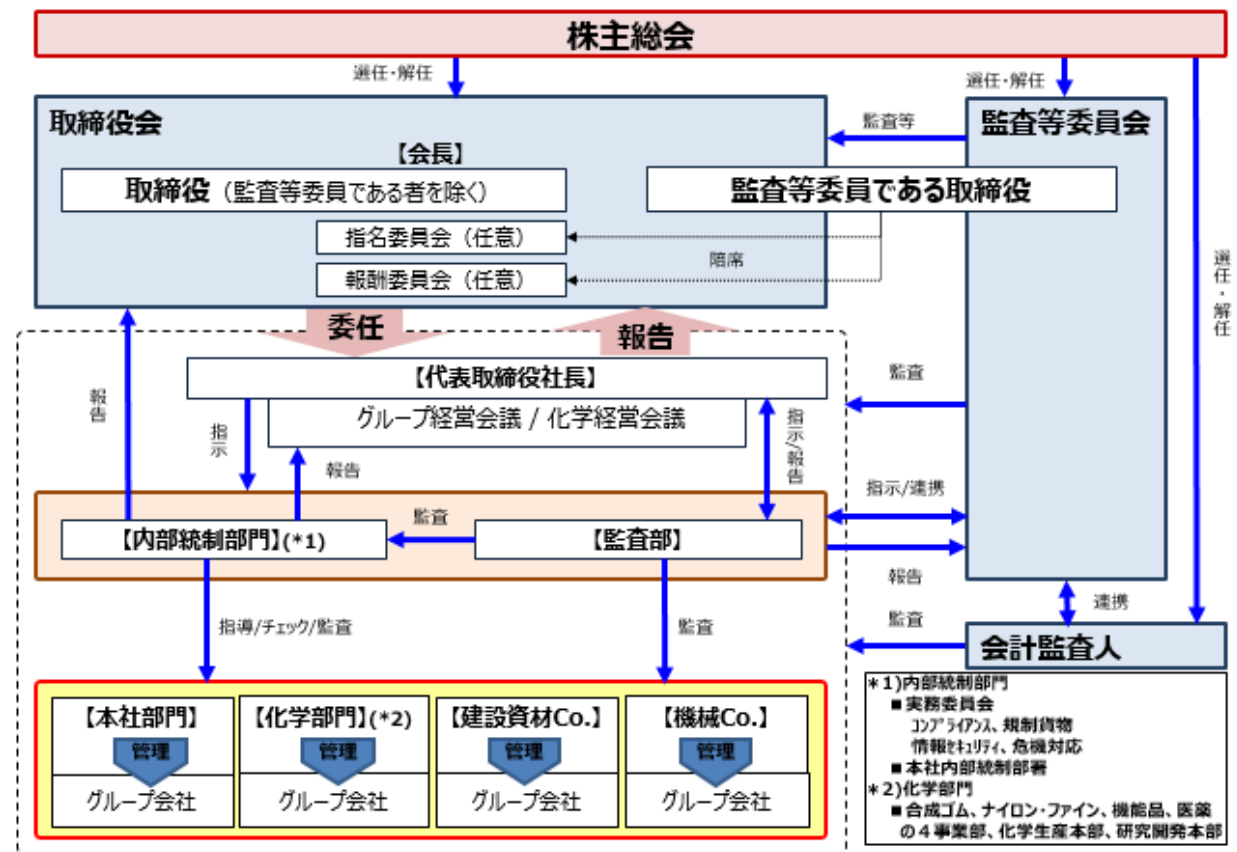 株主総会
選任・解任
選任・解任
取締役会
監査等
監査等委員会
【会長】
取締役（監査等委員である者を除く）
監査等委員である取締役
指名委員会（任意）
陪席
報酬委員会（任意）
選任・解任
委任
報告
【代表取締役社長】
監査
報告
グループ経営会議 / 化学経営会議
指示
指示/報告
報告
指示/連携
監査
【内部統制部門】(*1)
【監査部】
報告
連携
指導/チェック/監査
監査
監査
会計監査人
【本社部門】
【化学部門】(*2)
【建設資材Co.】
【機械Co.】
管理
管理
管理
管理
グループ会社
グループ会社
グループ会社
グループ会社
*1)内部統制部門
■実務委員会
ｺﾝﾌﾟﾗｲｱﾝｽ、規制貨物
情報ｾｷｭﾘﾃｨ、危機対応
■本社内部統制部署
*2)化学部門
■合成ゴム、ナイロン・ファイン、機能品、医薬
の４事業部、化学生産本部、研究開発本部